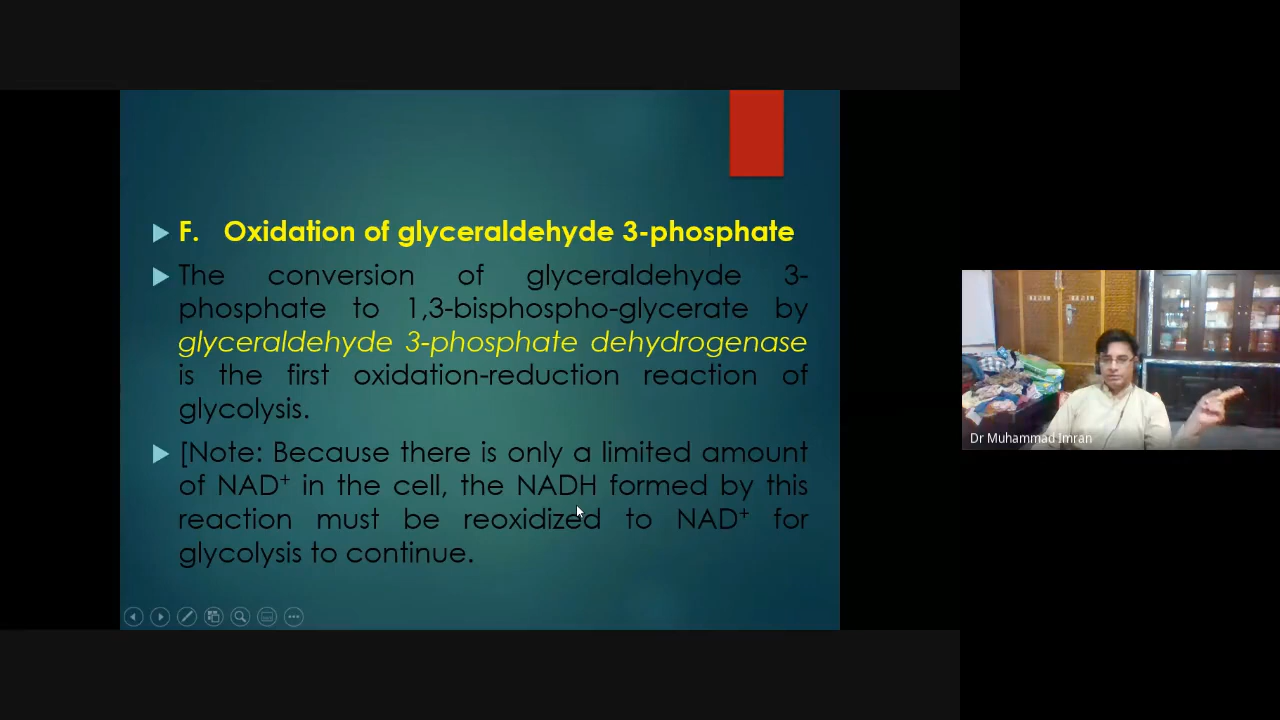 F. Oxidation of glyceraldehyde 3-phosphate
The conversion of glyceraldehyde 3-
phosphate to 1,3-bisphospho-glycerate by
glyceraldehyde 3-phosphate dehydrogenase
is the first oxidation-reduction reaction of
glycolysis.
[Note: Because there is only a limited amount
of NAD⁺ in the cell, the NADH formed by this
reaction must be reoxidized to NAD⁺ for
glycolysis to continue.
Dr Muhammad Imran